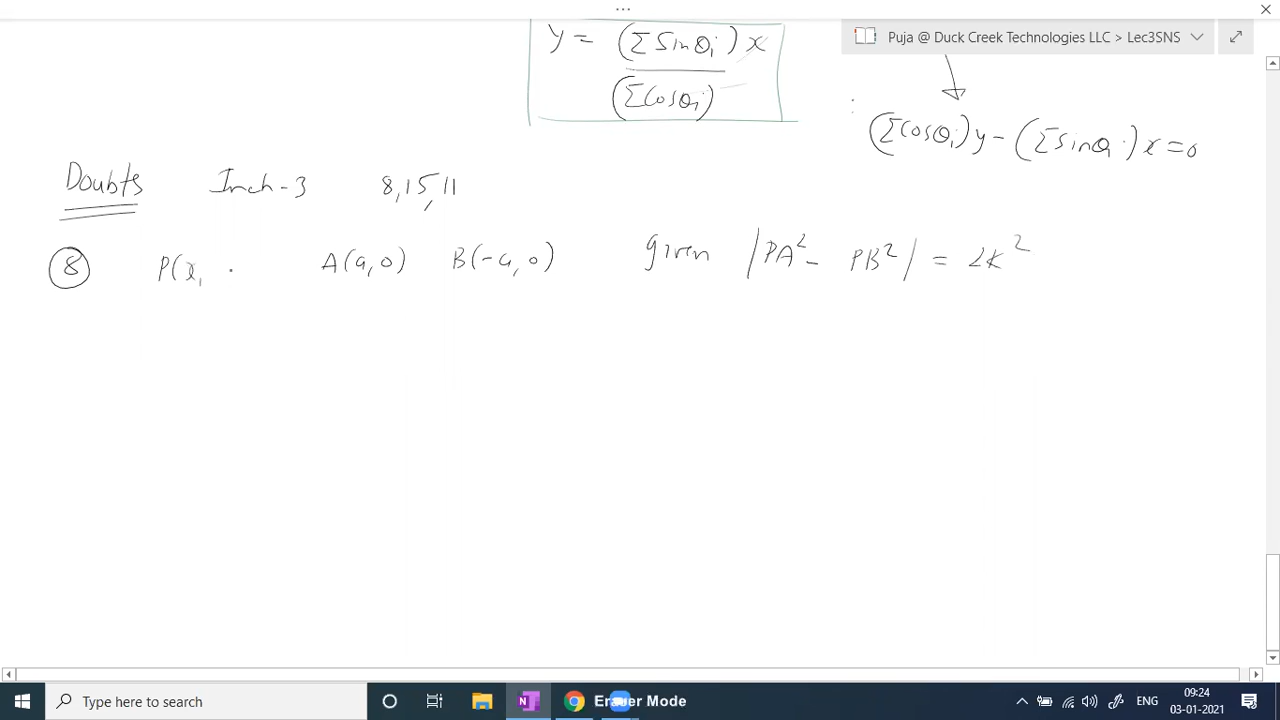 y = (Σ Sin θi) x
(Σ Cos θi)
Puja @ Duck Creek Technologies LLC > Lec3SNS
(Σ Cos θi) y - (Σ sin θi) x = 0
Doubts 8,15,11
8 P(x, A(a,0) B(-a,0) given |PA² - PB²| = 2k²
Type here to search
Eraser Mode
ENG
09:24
03-01-2021